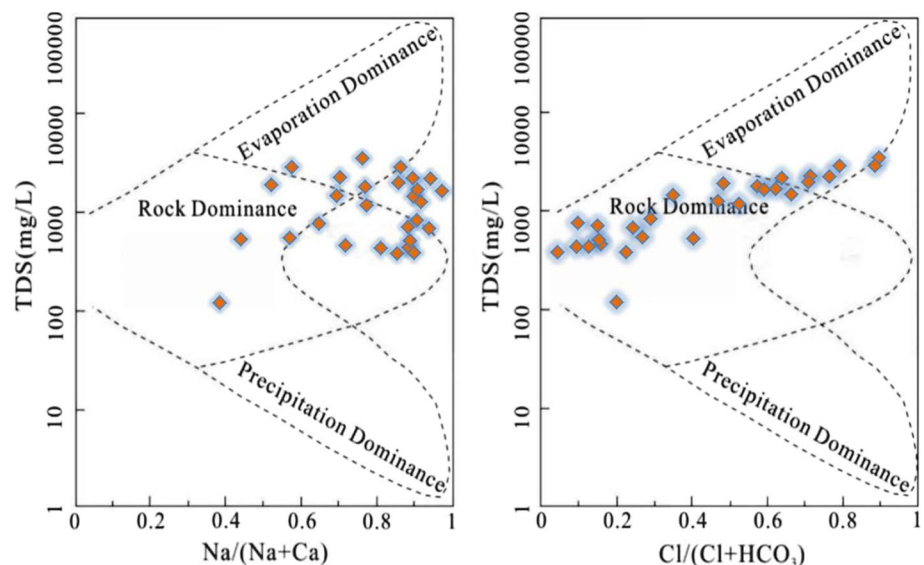 100000
10000
1000
100
10
1
TDS(mg/L)
Evaporation Dominance
Rock Dominance
Precipitation Dominance
0 0.2 0.4 0.6 0.8 1
Na/(Na+Ca)
100000
10000
1000
100
10
1
TDS(mg/L)
Evaporation Dominance
Rock Dominance
Precipitation Dominance
0 0.2 0.4 0.6 0.8 1
Cl/(Cl+HCO₃)